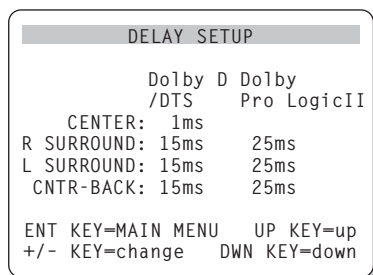 DELAY SETUP
Dolby D Dolby
/DTS Pro LogicII
CENTER: 1ms
R SURROUND: 15ms 25ms
L SURROUND: 15ms 25ms
CNTR-BACK: 15ms 25ms
ENT KEY=MAIN MENU UP KEY=up
+/- KEY=change DWN KEY=down